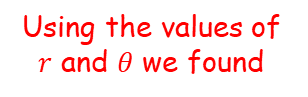 Using the values of
r and θ we found